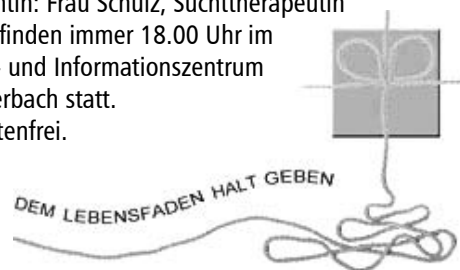 ntin: Frau Schulz, Suchttherapeutin
finden immer 18.00 Uhr im
und Informationszentrum
erbach statt.
tenfrei.
DEM LEBENSFADEN HALT GEBEN